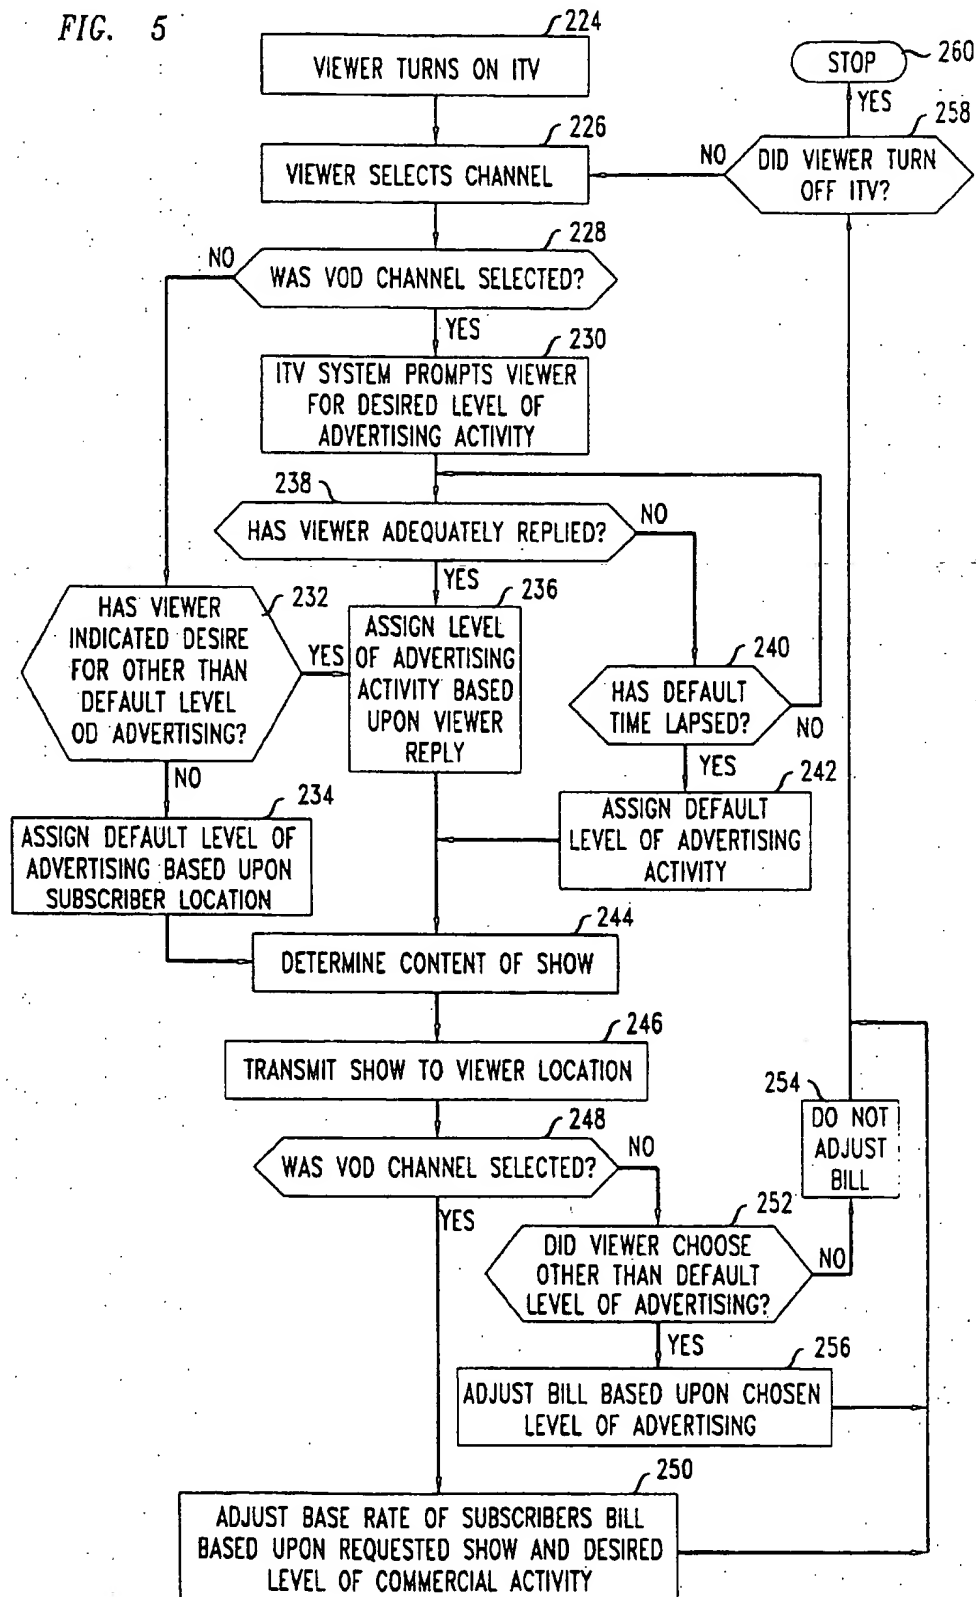 FIG. 5
224
VIEWER TURNS ON ITV
226
VIEWER SELECTS CHANNEL
STOP
260
YES
258
DID VIEWER TURN
OFF ITV?
NO
228
WAS VOD CHANNEL SELECTED?
NO
YES
230
ITV SYSTEM PROMPTS VIEWER
FOR DESIRED LEVEL OF
ADVERTISING ACTIVITY
238
HAS VIEWER ADEQUATELY REPLIED?
NO
YES
232
HAS VIEWER
INDICATED DESIRE
FOR OTHER THAN
DEFAULT LEVEL
OD ADVERTISING?
YES
NO
236
ASSIGN LEVEL
OF ADVERTISING
ACTIVITY BASED
UPON VIEWER
REPLY
240
HAS DEFAULT
TIME LAPSED?
NO
YES
242
ASSIGN DEFAULT
LEVEL OF ADVERTISING
ACTIVITY
234
ASSIGN DEFAULT LEVEL OF
ADVERTISING BASED UPON
SUBSCRIBER LOCATION
244
DETERMINE CONTENT OF SHOW
246
TRANSMIT SHOW TO VIEWER LOCATION
248
WAS VOD CHANNEL SELECTED?
NO
YES
254
DO NOT
ADJUST
BILL
252
DID VIEWER CHOOSE
OTHER THAN DEFAULT
LEVEL OF ADVERTISING?
NO
YES
256
ADJUST BILL BASED UPON CHOSEN
LEVEL OF ADVERTISING
250
ADJUST BASE RATE OF SUBSCRIBERS BILL
BASED UPON REQUESTED SHOW AND DESIRED
LEVEL OF COMMERCIAL ACTIVITY